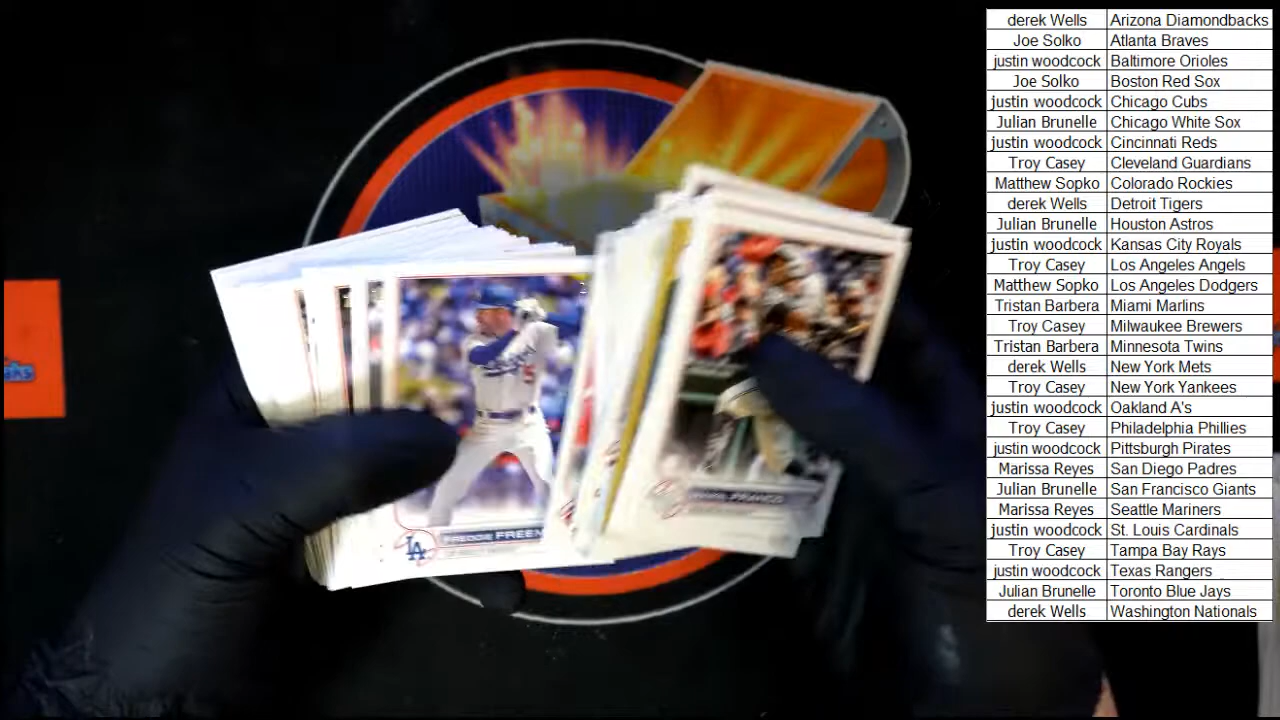 derek Wells Arizona Diamondbacks
Joe Solko Atlanta Braves
justin woodcock Baltimore Orioles
Joe Solko Boston Red Sox
justin woodcock Chicago Cubs
Julian Brunelle Chicago White Sox
justin woodcock Cincinnati Reds
Troy Casey Cleveland Guardians
Matthew Sopko Colorado Rockies
derek Wells Detroit Tigers
Julian Brunelle Houston Astros
justin woodcock Kansas City Royals
Troy Casey Los Angeles Angels
Matthew Sopko Los Angeles Dodgers
Tristan Barbera Miami Marlins
Troy Casey Milwaukee Brewers
Tristan Barbera Minnesota Twins
derek Wells New York Mets
Troy Casey New York Yankees
justin woodcock Oakland A's
Troy Casey Philadelphia Phillies
justin woodcock Pittsburgh Pirates
Marissa Reyes San Diego Padres
Julian Brunelle San Francisco Giants
Marissa Reyes Seattle Mariners
justin woodcock St. Louis Cardinals
Troy Casey Tampa Bay Rays
justin woodcock Texas Rangers
Julian Brunelle Toronto Blue Jays
derek Wells Washington Nationals
FREDDIE FREEM
LA
FRANCO